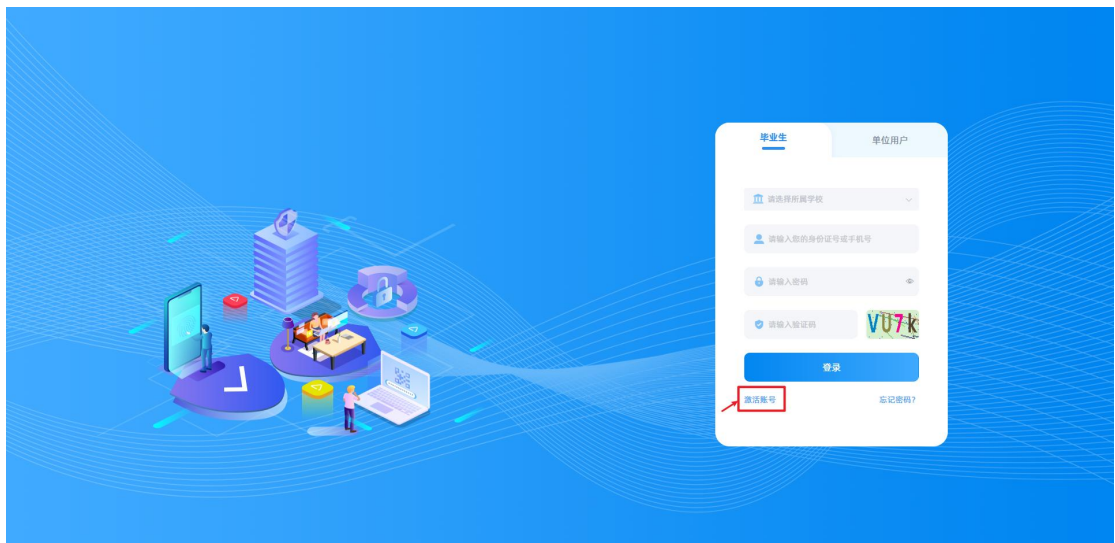 毕业生
单位用户
请选择所属学校
请输入您的身份证号或手机号
请输入密码
请输入验证码
VU7k
登录
激活账号
忘记密码?